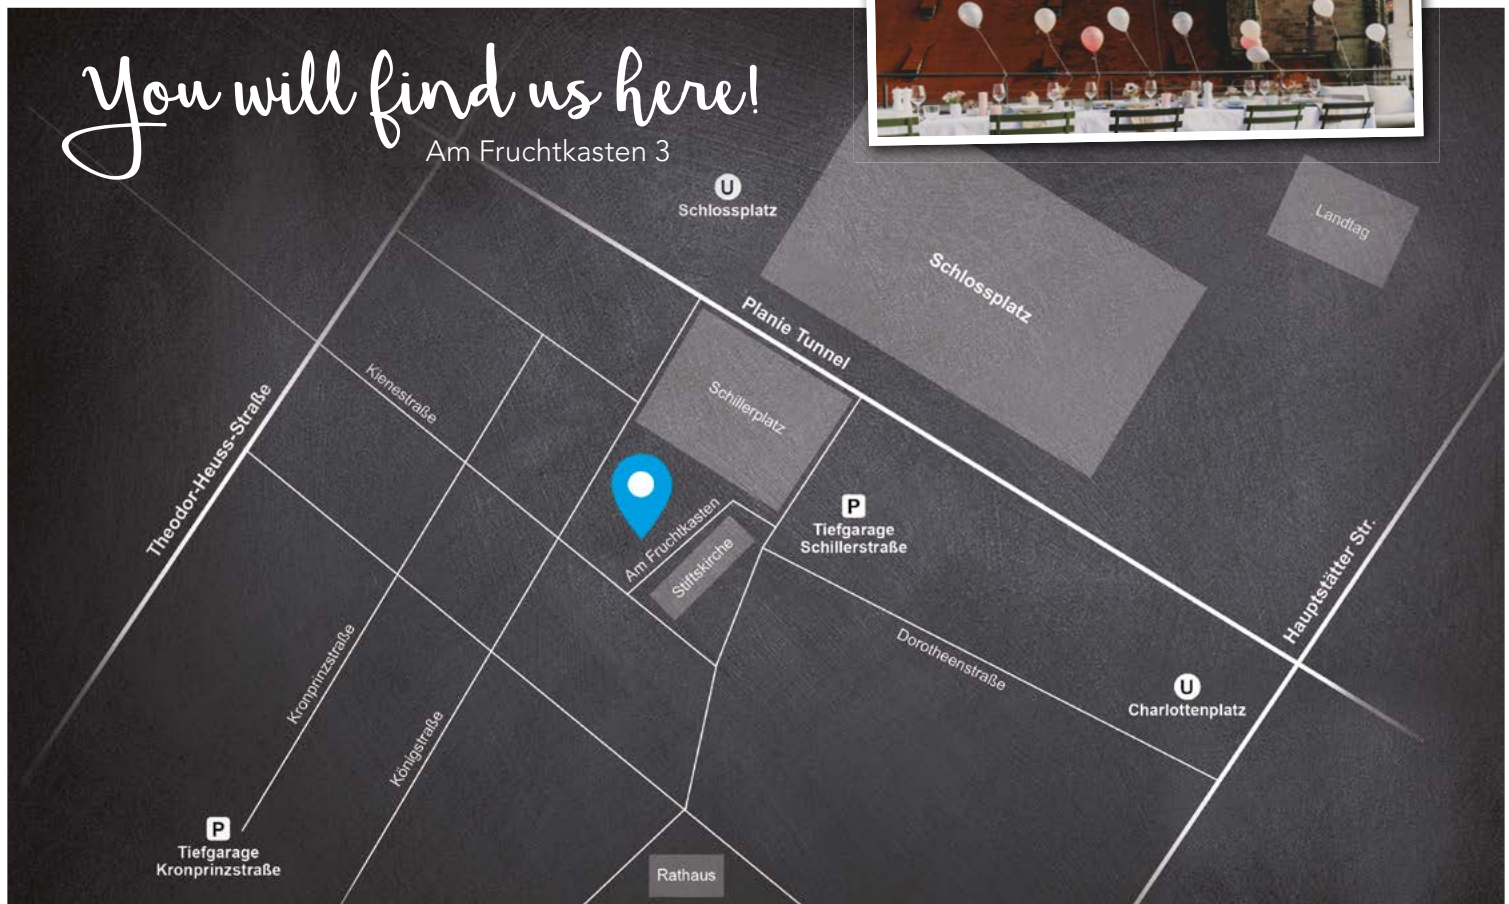 You will find us here!
Am Fruchtkasten 3
U
Schlossplatz
Landtag
Schlossplatz
Planie Tunnel
Schillerplatz
Kienestraße
Theodor-Heuss-Straße
Am Fruchtkasten
Stiftskirche
P
Tiefgarage
Schillerstraße
Hauptstätter Str.
Dorotheenstraße
Kronprinzstraße
Königstraße
U
Charlottenplatz
P
Tiefgarage
Kronprinzstraße
Rathaus